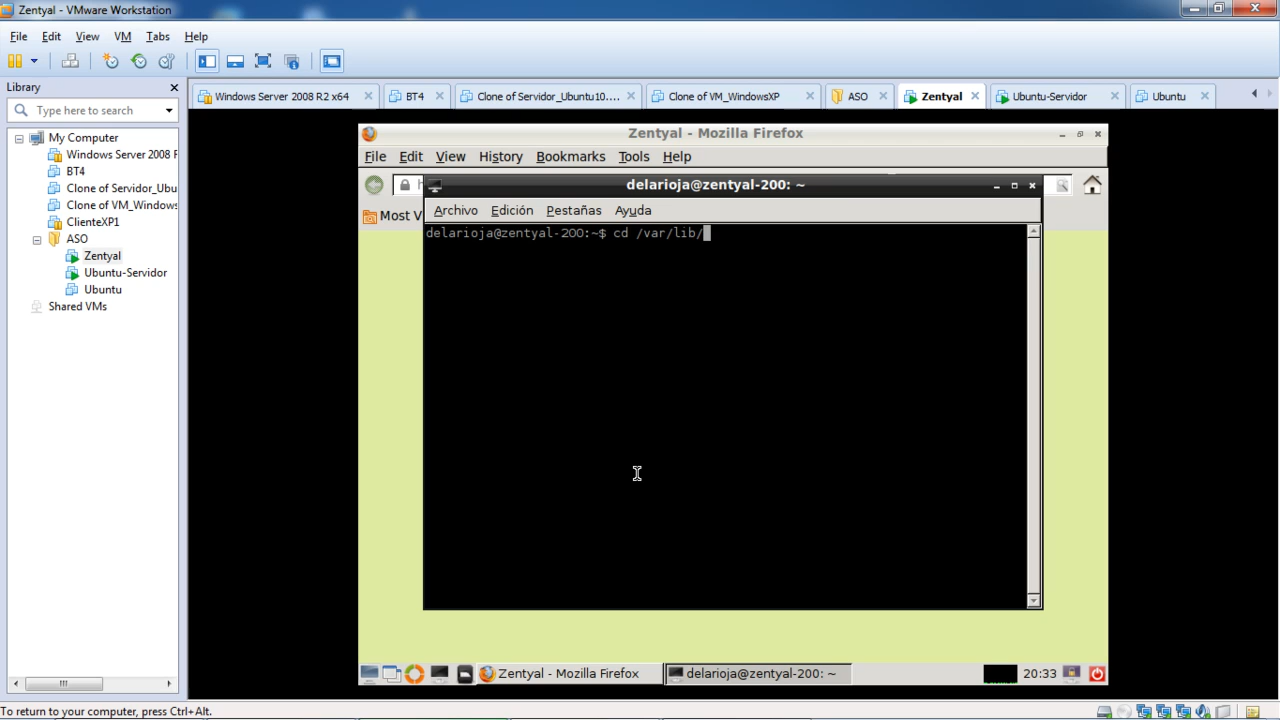 Zentyal - VMware Workstation
File Edit View VM Tabs Help
Library
Type here to search
My Computer
Windows Server 2008 F
BT4
Clone of Servidor_Ubu
Clone of VM_Windows
ClienteXP1
ASO
Zentyal
Ubuntu-Servidor
Ubuntu
Shared VMs
Windows Server 2008 R2 x64 BT4 Clone of Servidor_Ubuntu10.... Clone of VM_WindowsXP ASO Zentyal Ubuntu-Servidor Ubuntu
Zentyal - Mozilla Firefox
File Edit View History Bookmarks Tools Help
Most V
delarioja@zentyal-200: ~
Archivo Edición Pestañas Ayuda
delarioja@zentyal-200:~$ cd /var/lib/
Zentyal - Mozilla Firefox delarioja@zentyal-200: ~ 20:33
To return to your computer, press Ctrl+Alt.